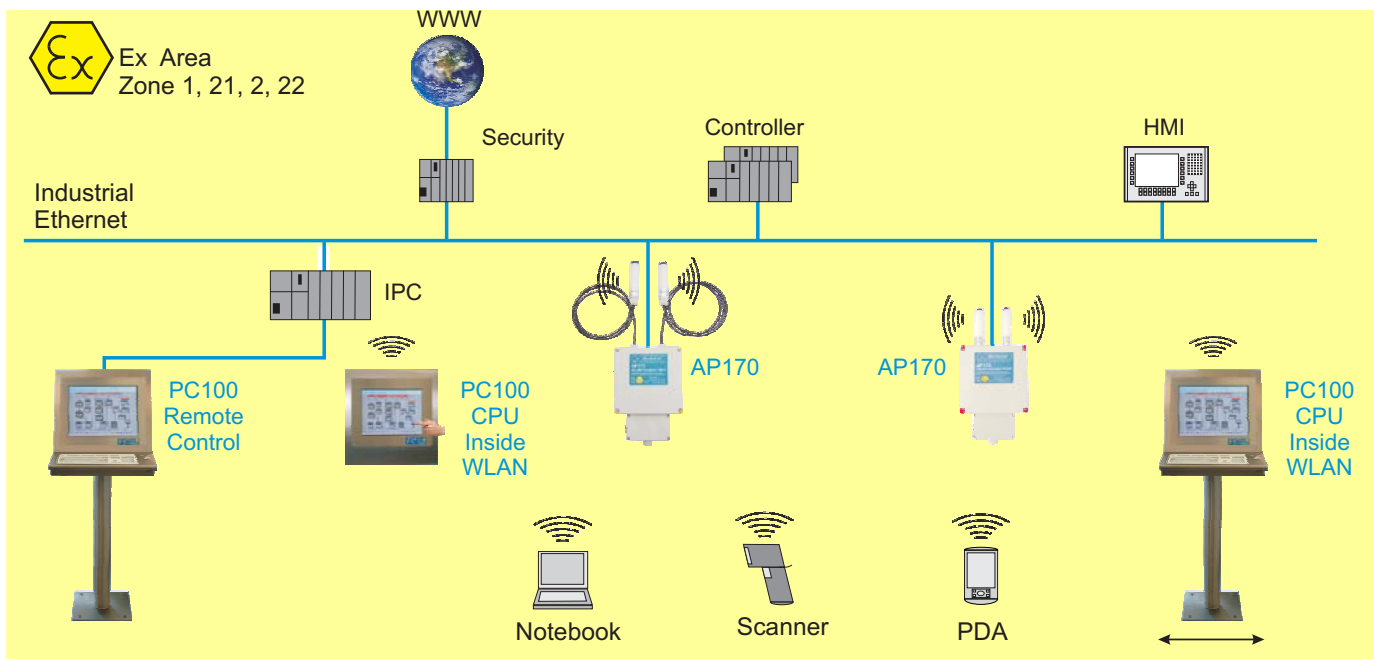 WWW
Ex
Ex Area
Zone 1, 21, 2, 22
Security
Controller
HMI
Industrial
Ethernet
IPC
AP170
AP170
PC100
Remote
Control
PC100
CPU
Inside
WLAN
PC100
CPU
Inside
WLAN
Notebook
Scanner
PDA